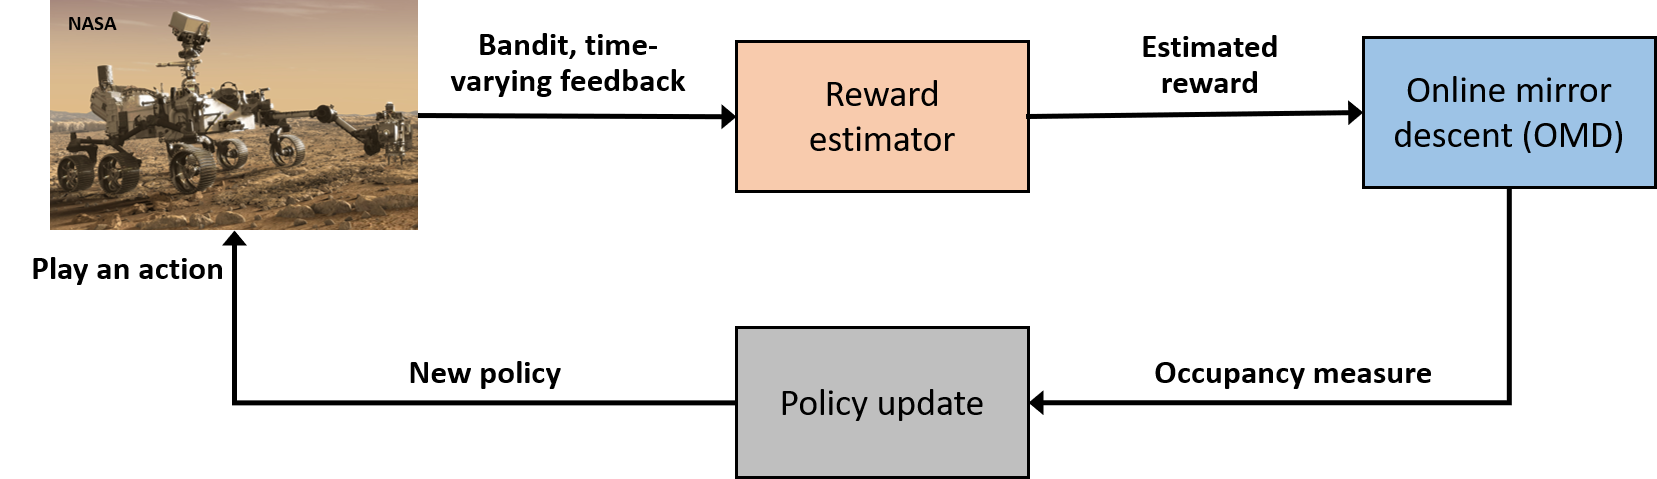 NASA
Bandit, time-
varying feedback
Reward
estimator
Estimated
reward
Online mirror
descent (OMD)
Play an action
New policy
Policy update
Occupancy measure